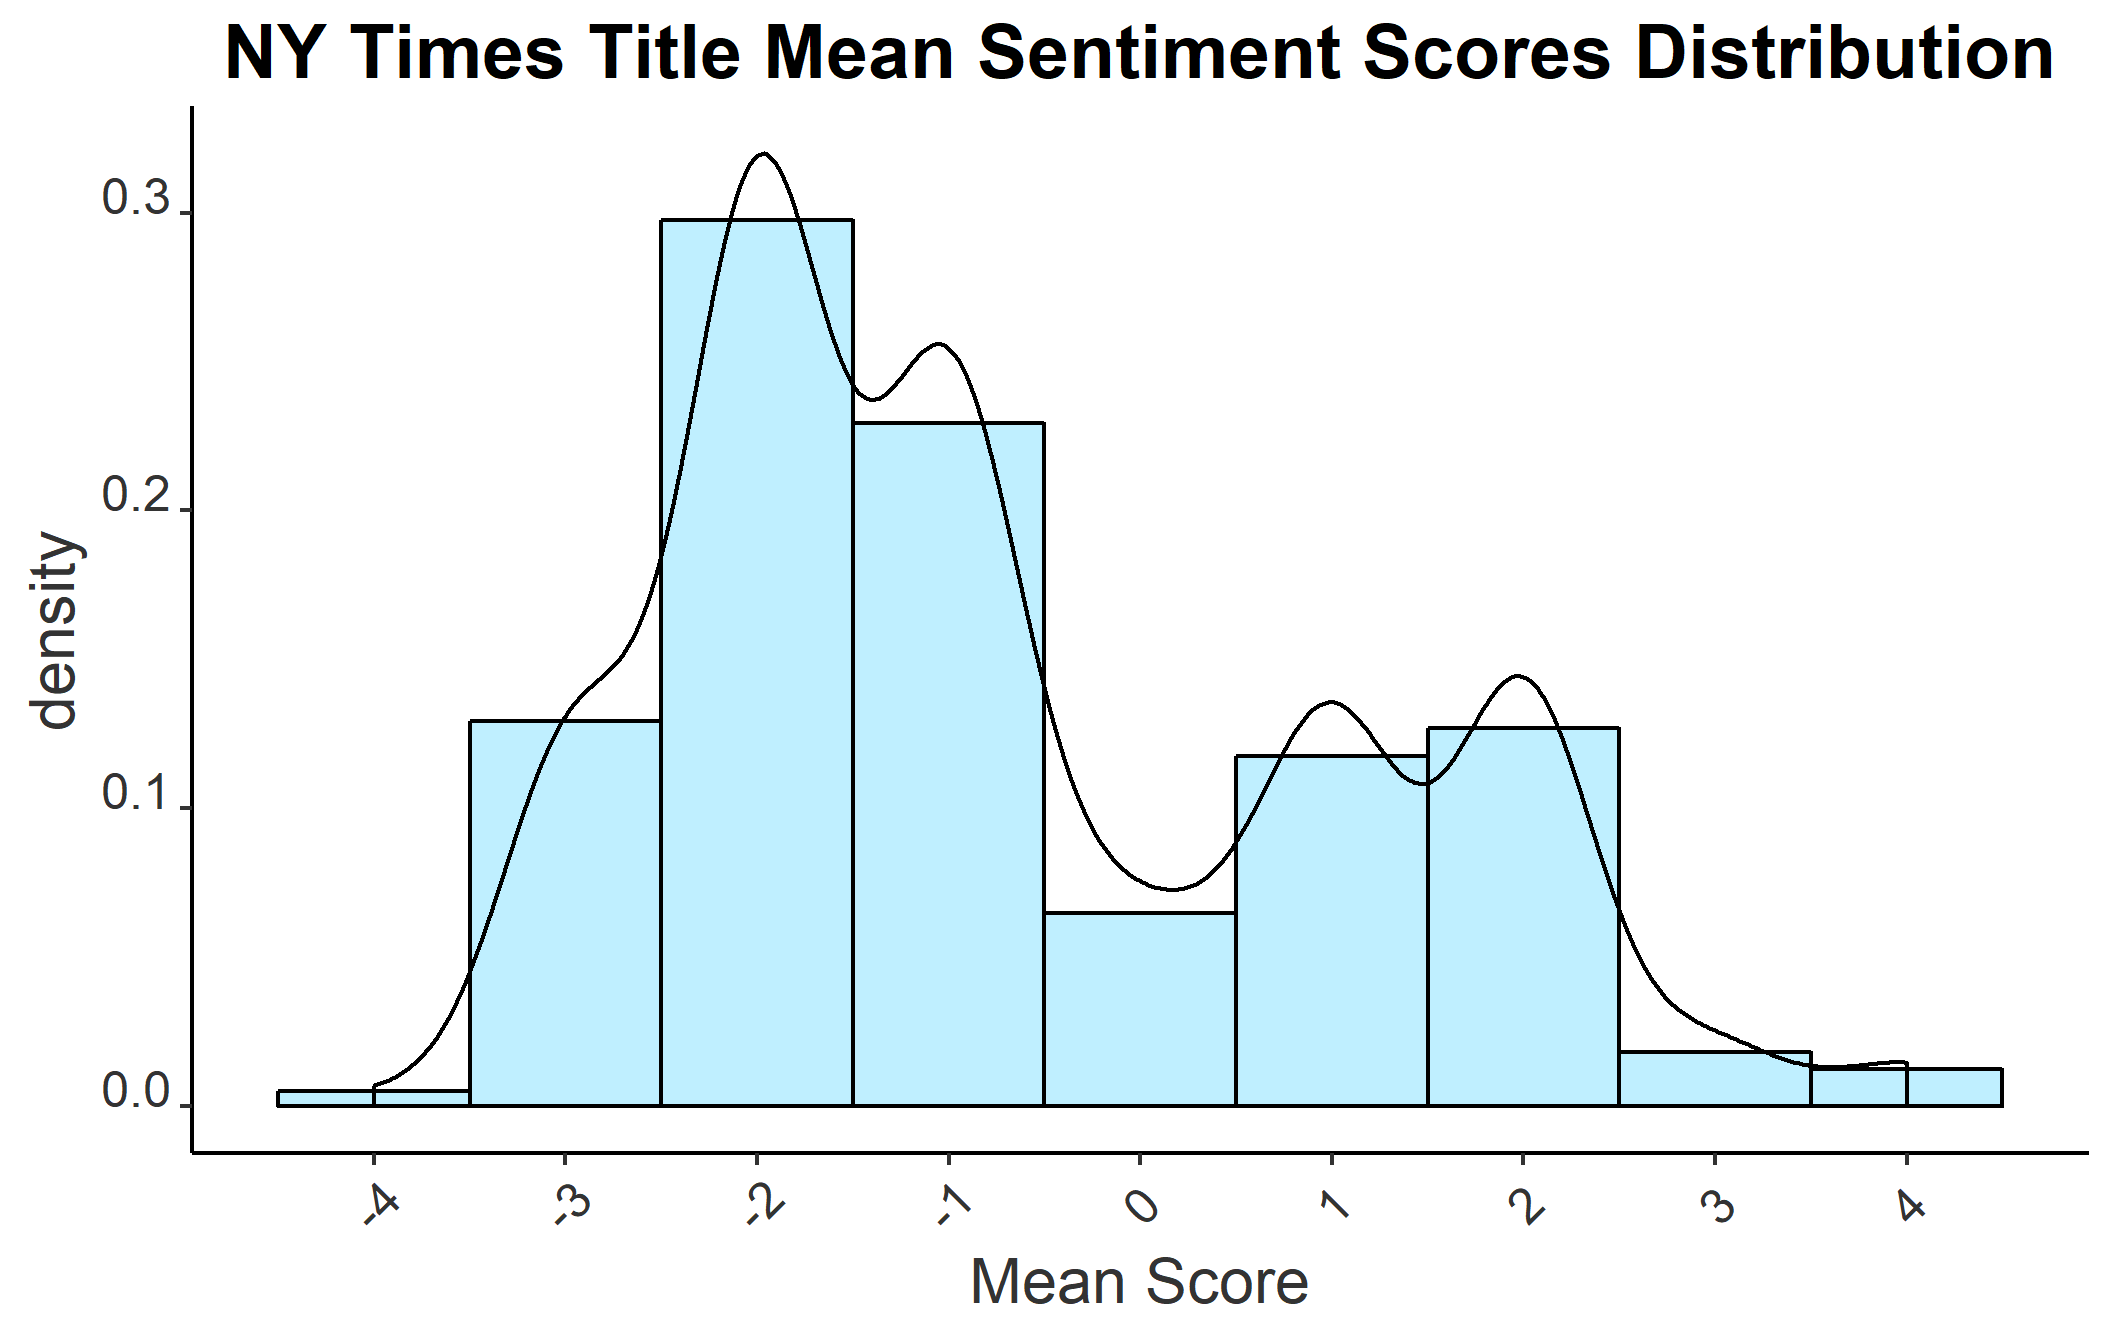 NY Times Title Mean Sentiment Scores Distribution
density
0.3
0.2
0.1
0.0
-4 -3 -2 -1 0 1 2 3 4
Mean Score